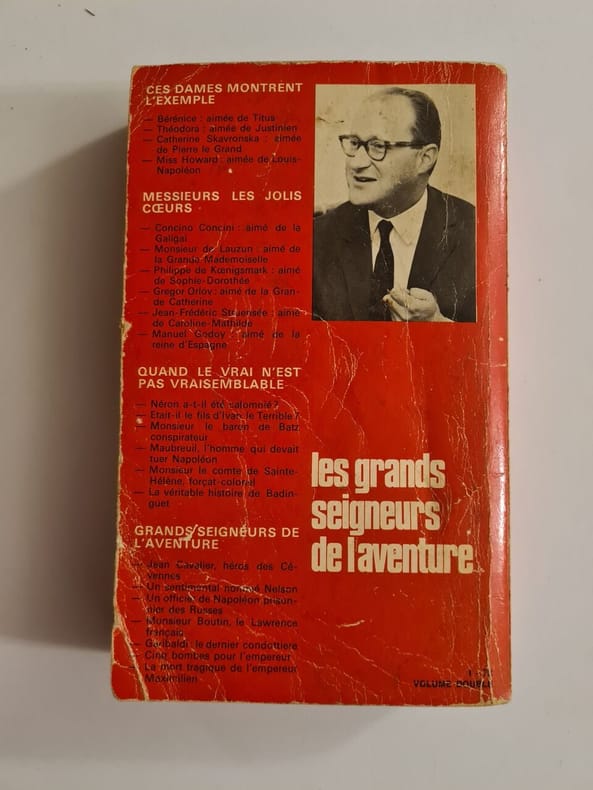 CES DAMES MONTRENT
L'EXEMPLE
— Bérénice : aimée de Titus
— Théodora : aimée de Justinien
— Catherine Skavronska : aimée
de Pierre le Grand
— Miss Howard : aimée de Louis-
Napoléon
MESSIEURS LES JOLIS
CŒURS
— Concino Concini : aimé de la
Galigaï
— Monsieur de Lauzun : aimé de
la Grande Mademoiselle
— Philippe de Kœnigsmark : aimé
de Sophie-Dorothée
— Gregor Orlov : aimé de la Gran-
de Catherine
— Jean-Frédéric Struensée : aimé
de Caroline-Mathilde
— Manuel Godoy : aimé de la
reine d'Espagne
QUAND LE VRAI N'EST
PAS VRAISEMBLABLE
— Néron a-t-il été calomnié ?
— Était-il le fils d'Ivan le Terrible ?
— Monsieur le baron de Batz
conspirateur
— Maubreuil, l'homme qui devait
tuer Napoléon
— Monsieur le comte de Sainte-
Hélène, forçat-colonel
— La véritable histoire de Badin-
guet
GRANDS SEIGNEURS DE
L'AVENTURE
— Jean Cavalier, héros des Cé-
vennes
— Un sentimental nommé Nelson
— Un officier de Napoléon prison-
nier des Russes
— Monsieur Boutin, le Lawrence
français
— Garibaldi : le dernier condottiere
— Cinq bombes pour l'empereur
— La mort tragique de l'empereur
Maximilien
les grands
seigneurs
de l'aventure
VOLUME DOUBLE